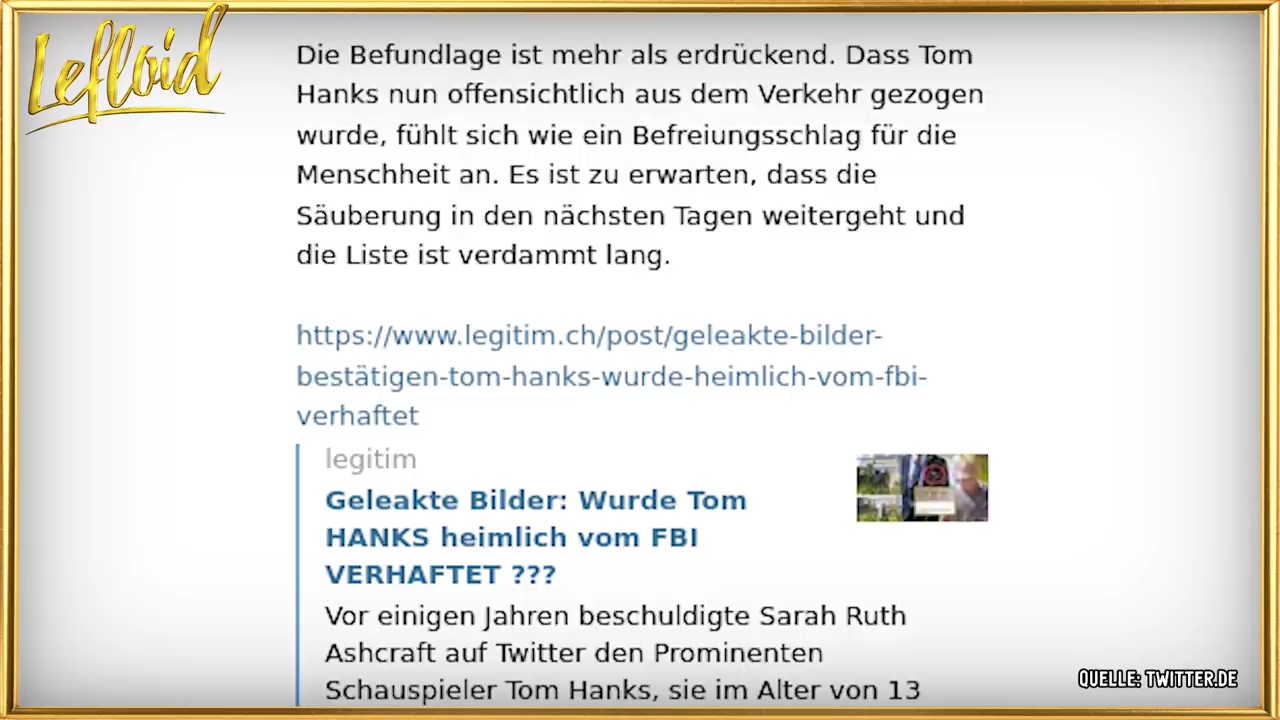 Lefloid
Die Befundlage ist mehr als erdrückend. Dass Tom
Hanks nun offensichtlich aus dem Verkehr gezogen
wurde, fühlt sich wie ein Befreiungsschlag für die
Menschheit an. Es ist zu erwarten, dass die
Säuberung in den nächsten Tagen weitergeht und
die Liste ist verdammt lang.
https://www.legitim.ch/post/geleakte-bilder-
bestätigen-tom-hanks-wurde-heimlich-vom-fbi-
verhaftet
legitim
Geleakte Bilder: Wurde Tom
HANKS heimlich vom FBI
VERHAFTET ???
Vor einigen Jahren beschuldigte Sarah Ruth
Ashcraft auf Twitter den Prominenten
Schauspieler Tom Hanks, sie im Alter von 13
QUELLE: TWITTER.DE